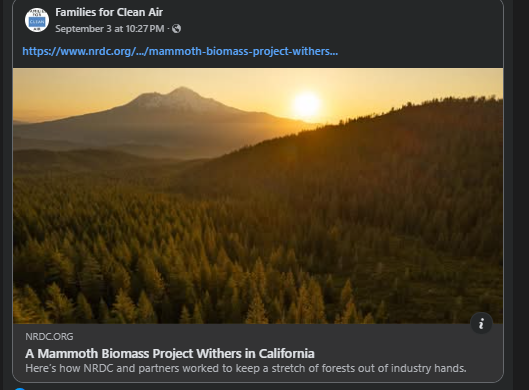 Families for Clean Air
September 3 at 10:27 PM ·
https://www.nrdc.org/.../mammoth-biomass-project-withers...
NRDC.ORG
A Mammoth Biomass Project Withers in California
Here's how NRDC and partners worked to keep a stretch of forests out of industry hands.